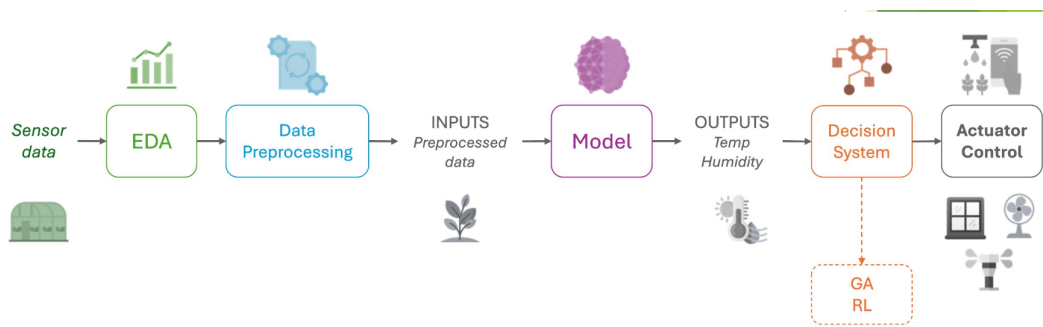 Sensor
data
EDA
Data
Preprocessing
INPUTS
Preprocessed
data
Model
OUTPUTS
Temp
Humidity
Decision
System
Actuator
Control
GA
RL